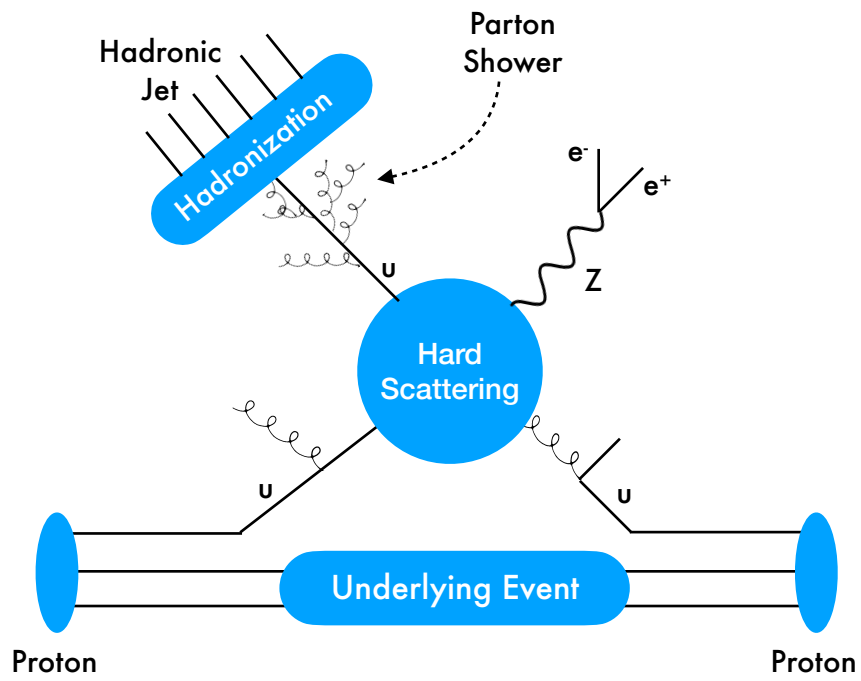 Parton
Shower
Hadronic
Jet
Hadronization
e-
e+
u
Z
Hard
Scattering
u
u
Underlying Event
Proton
Proton